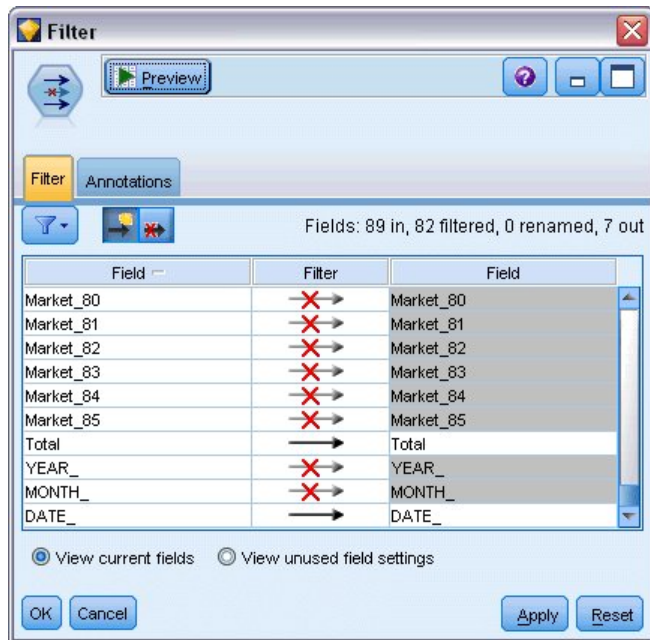 Filter
Preview
Filter Annotations
Fields: 89 in, 82 filtered, 0 renamed, 7 out
Field Filter Field
Market_80 Market_80
Market_81 Market_81
Market_82 Market_82
Market_83 Market_83
Market_84 Market_84
Market_85 Market_85
Total Total
YEAR_ YEAR_
MONTH_ MONTH_
DATE_ DATE_
View current fields View unused field settings
OK Cancel Apply Reset